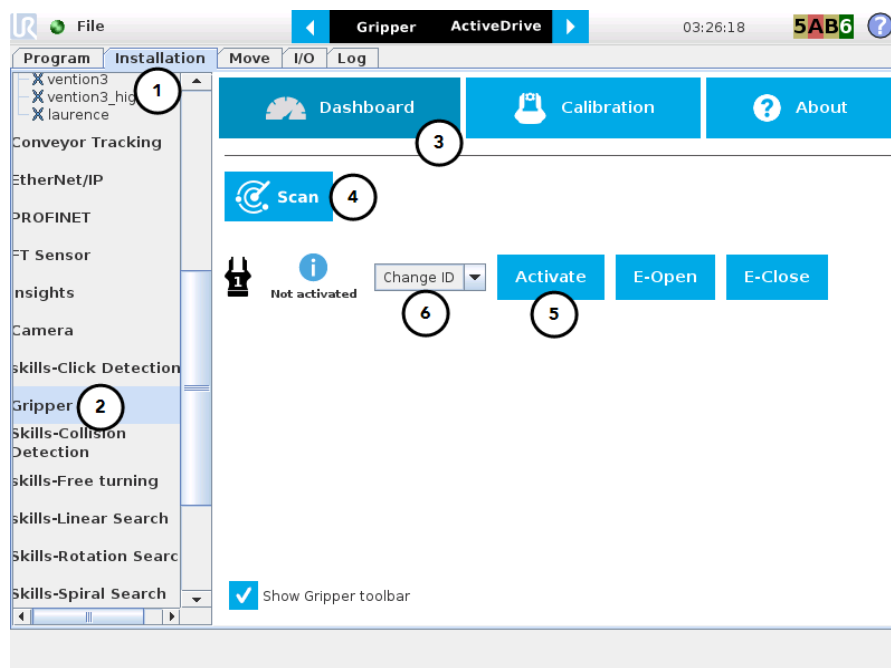 UR File Gripper ActiveDrive 03:26:18 5AB6 ?
Program Installation Move I/O Log
vention3
1
vention3_hig
laurence
Dashboard Calibration ? About
3
Conveyor Tracking
EtherNet/IP
Scan 4
PROFINET
FT Sensor
1 i Not activated Change ID Activate E-Open E-Close
6 5
Insights
Camera
skills-Click Detection
Gripper 2
Skills-Collision
Detection
skills-Free turning
skills-Linear Search
Skills-Rotation Searc
Skills-Spiral Search
Show Gripper toolbar